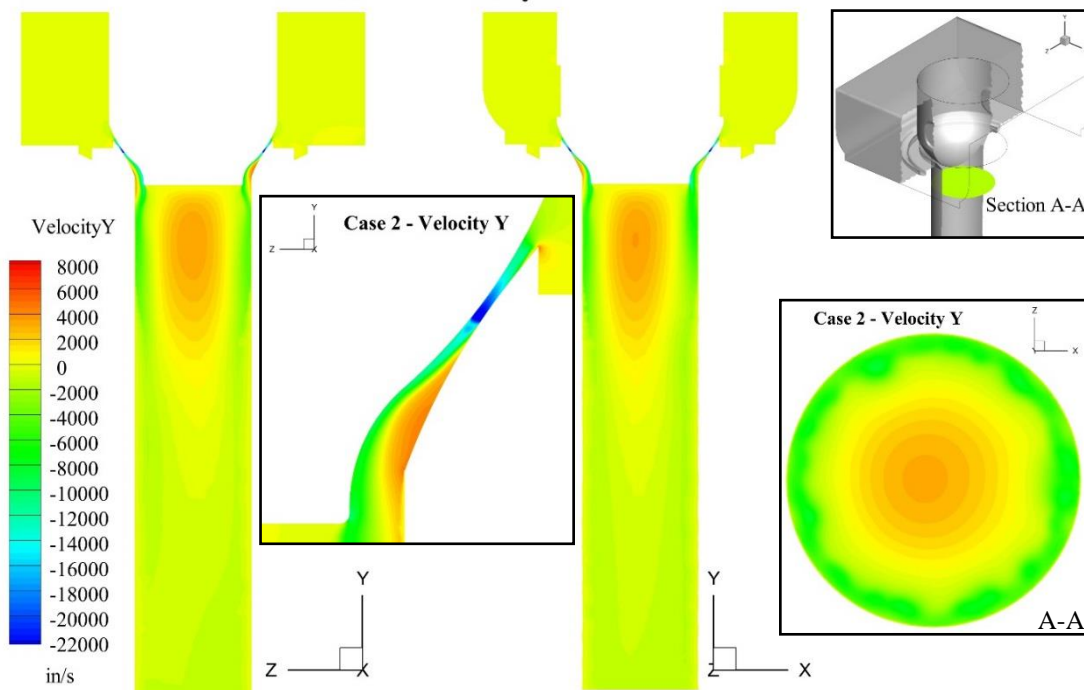 Y
Z
X
Section A-A
VelocityY
8000
6000
4000
2000
0
-2000
-4000
-6000
-8000
-10000
-12000
-14000
-16000
-18000
-20000
-22000
in/s
Case 2 - Velocity Y
Y
Z
X
Case 2 - Velocity Y
Z
Y
X
A-A
Y
Z
X
Y
Z
X